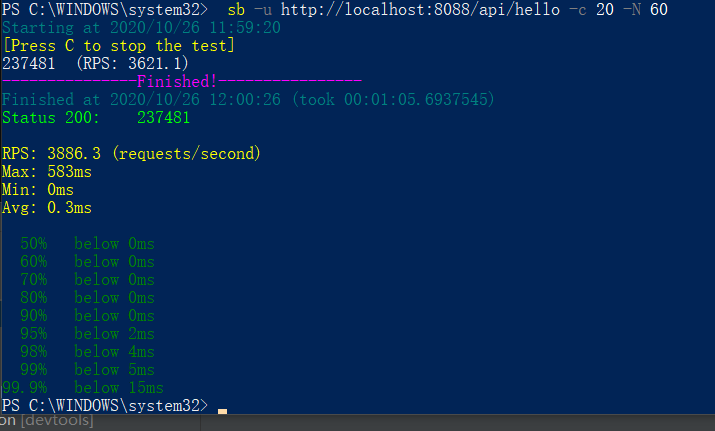 PS C:\WINDOWS\system32>  sb -u http://localhost:8088/api/hello -c 20 -N 60
Starting at 2020/10/26 11:59:20
[Press C to stop the test]
237481  (RPS: 3621.1)
---------------Finished!----------------
Finished at 2020/10/26 12:00:26 (took 00:01:05.6937545)
Status 200:    237481

RPS: 3886.3 (requests/second)
Max: 583ms
Min: 0ms
Avg: 0.3ms

  50%   below 0ms
  60%   below 0ms
  70%   below 0ms
  80%   below 0ms
  90%   below 0ms
  95%   below 2ms
  98%   below 4ms
  99%   below 5ms
99.9%   below 15ms
PS C:\WINDOWS\system32>
on [devtools]